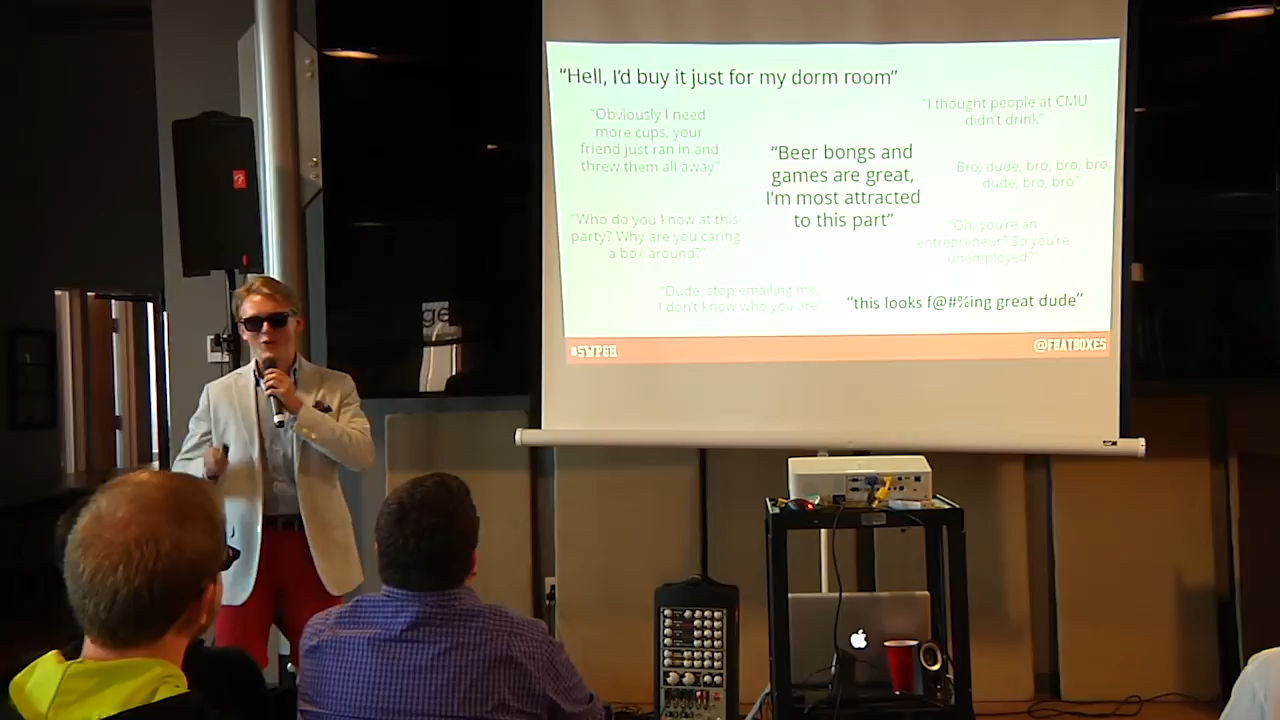 “Hell, I’d buy it just for my dorm room”
“Obviously I need
more cups, your
friend just ran in and
threw them all away”
“I thought people at CMU
didn’t drink”
“Beer bongs and
games are great,
I'm most attracted
to this part”
“Bro, dude, bro, bro, bro,
dude, bro, bro”
“Who do you know at this
party? Why are you caring
a box around?”
“Oh, you’re an
entrepreneur? So you’re
unemployed?”
“Dude, stop emailing me,
I don’t know who you are”
“this looks f@#%ing great dude”
#SWPGH
@FRATBOXES
ge